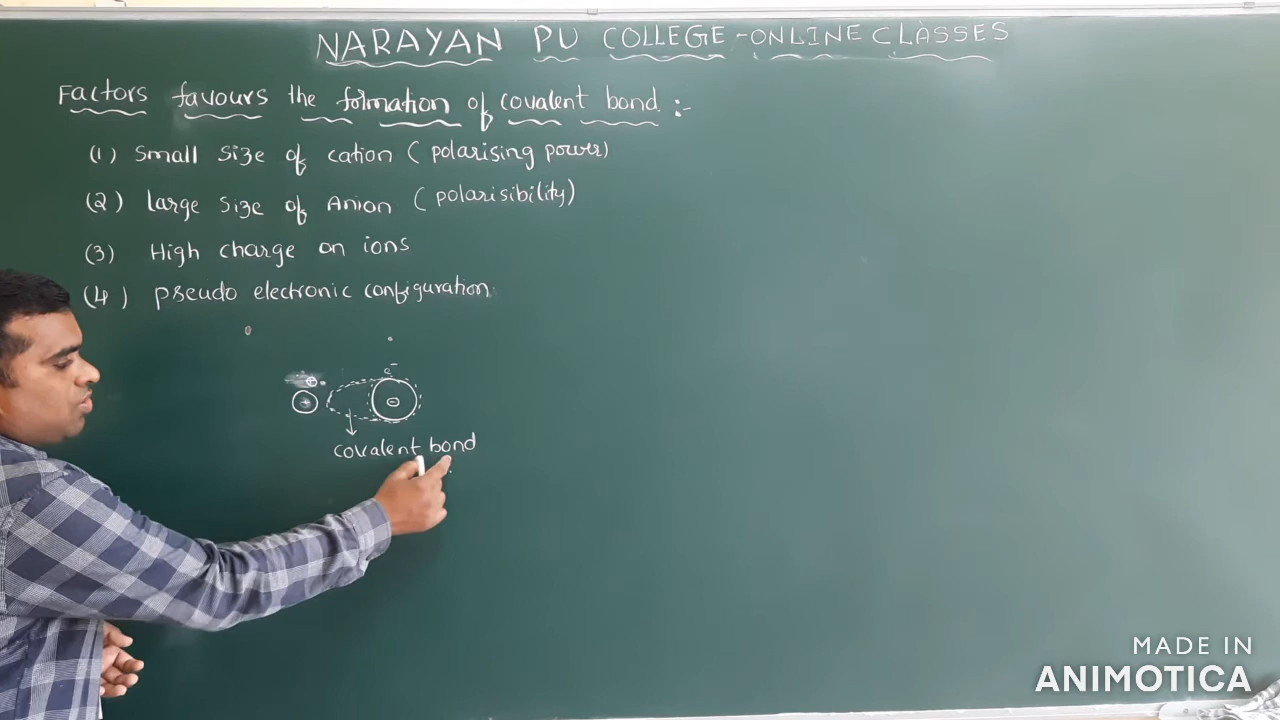 NARAYAN PU COLLEGE - ONLINE CLASSES
Factors favours the formation of covalent bond :-
(1) Small Size of cation ( polarising power)
(2) Large Size of Anion ( polarisibility)
(3) High charge on ions
(4) pseudo electronic configuration
e⁻
+
+ −
covalent bond
MADE IN
ANIMOTICA